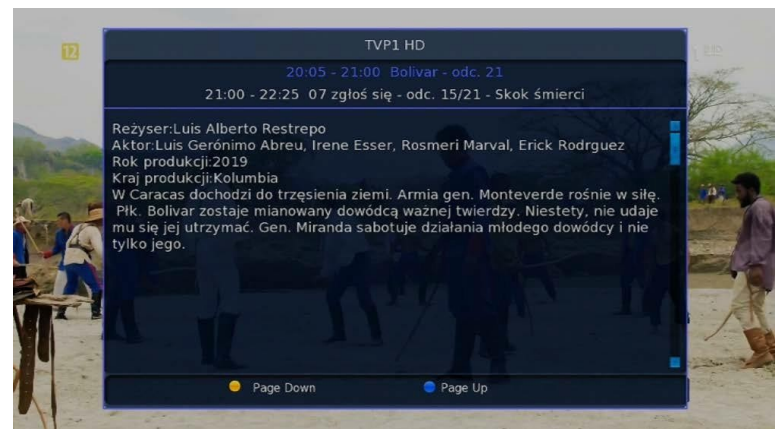 12
TVP1 HD
20:05 - 21:00 Bolivar - odc. 21
21:00 - 22:25 07 zgłoś się - odc. 15/21 - Skok śmierci
Reżyser:Luis Alberto Restrepo
Aktor:Luis Gerónimo Abreu, Irene Esser, Rosmeri Marval, Erick Rodrguez
Rok produkcji:2019
Kraj produkcji:Kolumbia
W Caracas dochodzi do trzęsienia ziemi. Armia gen. Monteverde rośnie w siłę.
Płk. Bolivar zostaje mianowany dowódcą ważnej twierdzy. Niestety, nie udaje
mu się jej utrzymać. Gen. Miranda sabotuje działania młodego dowódcy i nie
tylko jego.
Page Down
Page Up